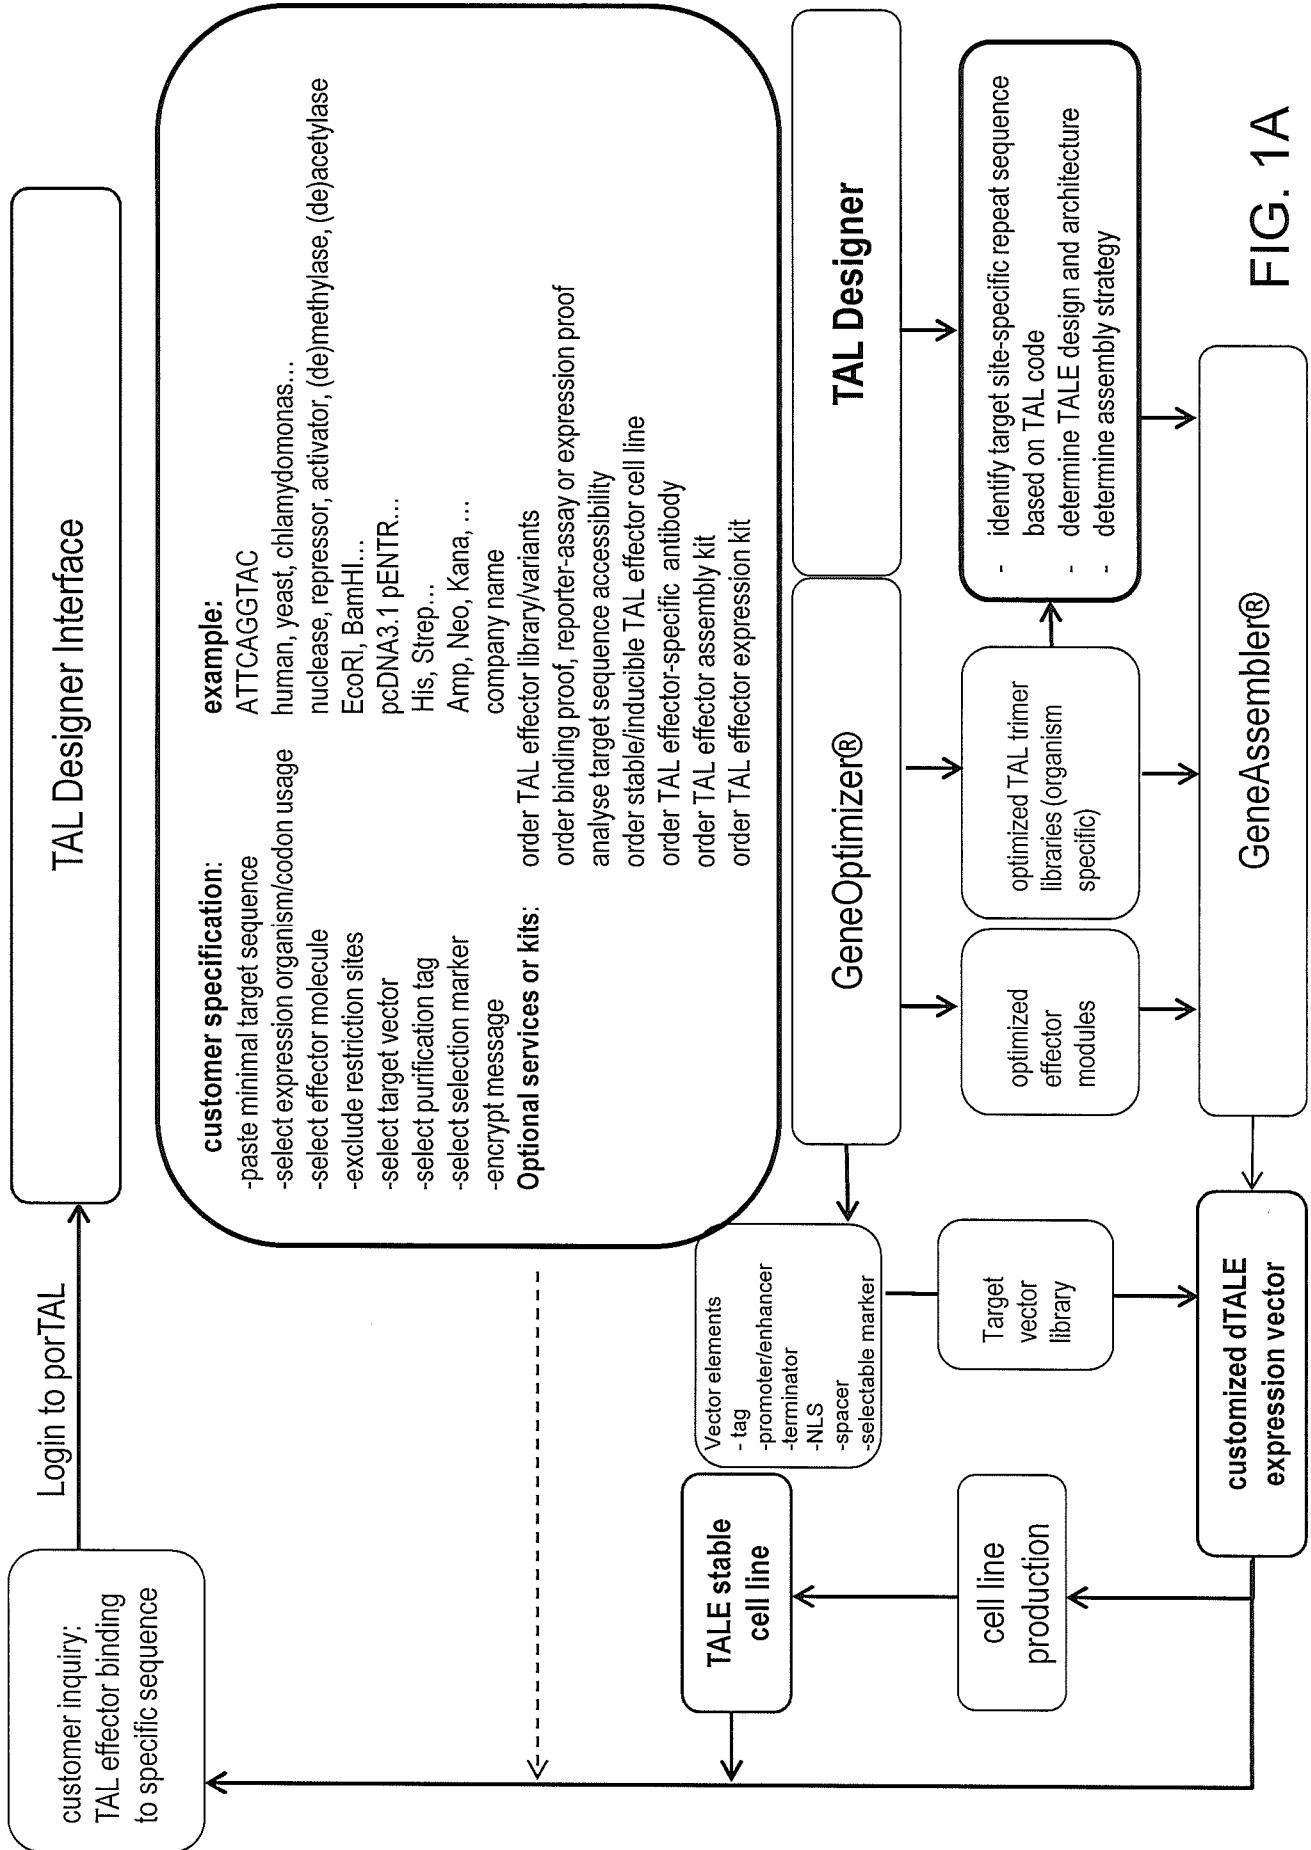 customer inquiry:
TAL effector binding
to specific sequence
Login to porTAL
TAL Designer Interface
customer specification:
example:
-paste minimal target sequence
ATTCAGGTAC
-select expression organism/codon usage
human, yeast, chlamydomonas...
-select effector molecule
nuclease, repressor, activator, (de)methylase, (de)acetylase
-exclude restriction sites
EcoRI, BamHI...
-select target vector
pcDNA3.1 pENTR...
-select purification tag
His, Strep...
-select selection marker
Amp, Neo, Kana, ...
-encrypt message
company name
Optional services or kits:
order TAL effector library/variants
order binding proof, reporter-assay or expression proof
analyse target sequence accessibility
order stable/inducible TAL effector cell line
order TAL effector-specific antibody
order TAL effector assembly kit
order TAL effector expression kit
TALE stable
cell line
Vector elements
- tag
-promoter/enhancer
-terminator
-NLS
-spacer
-selectable marker
GeneOptimizer®
TAL Designer
cell line
production
Target
vector
library
optimized
effector
modules
optimized TAL trimer
libraries (organism
specific)
- identify target site-specific repeat sequence
based on TAL code
- determine TALE design and architecture
- determine assembly strategy
customized dTALE
expression vector
GeneAssembler®
FIG. 1A